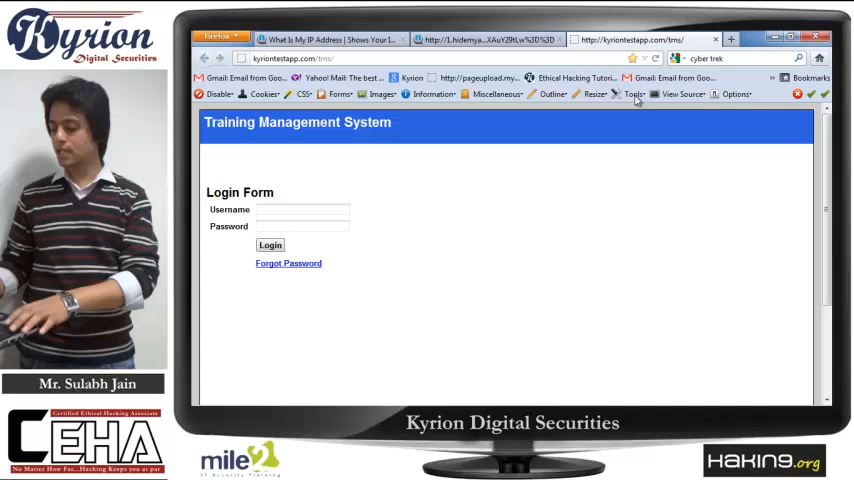 Kyrion
Digital Securities
Mr. Sulabh Jain
Certified Ethical Hacking Associate
CEHA
No Matter How Far...Hacking Keeps you at par
Firefox
What Is My IP Address | Shows Your I...
http://1.hidemya...XAuY29tLw%3D%3D
http://kyriontestapp.com/tms/
kyriontestapp.com/tms/
cyber trek
Gmail: Email from Goo...
Yahoo! Mail: The best ...
Kyrion
http://pageupload.my...
Ethical Hacking Tutori...
Gmail: Email from Goo...
Bookmarks
Disable
Cookies
CSS
Forms
Images
Information
Miscellaneous
Outline
Resize
Tools
View Source
Options
Training Management System
Login Form
Username
Password
Login
Forgot Password
Kyrion Digital Securities
mile2
IT Security Training
HAKIN9.org